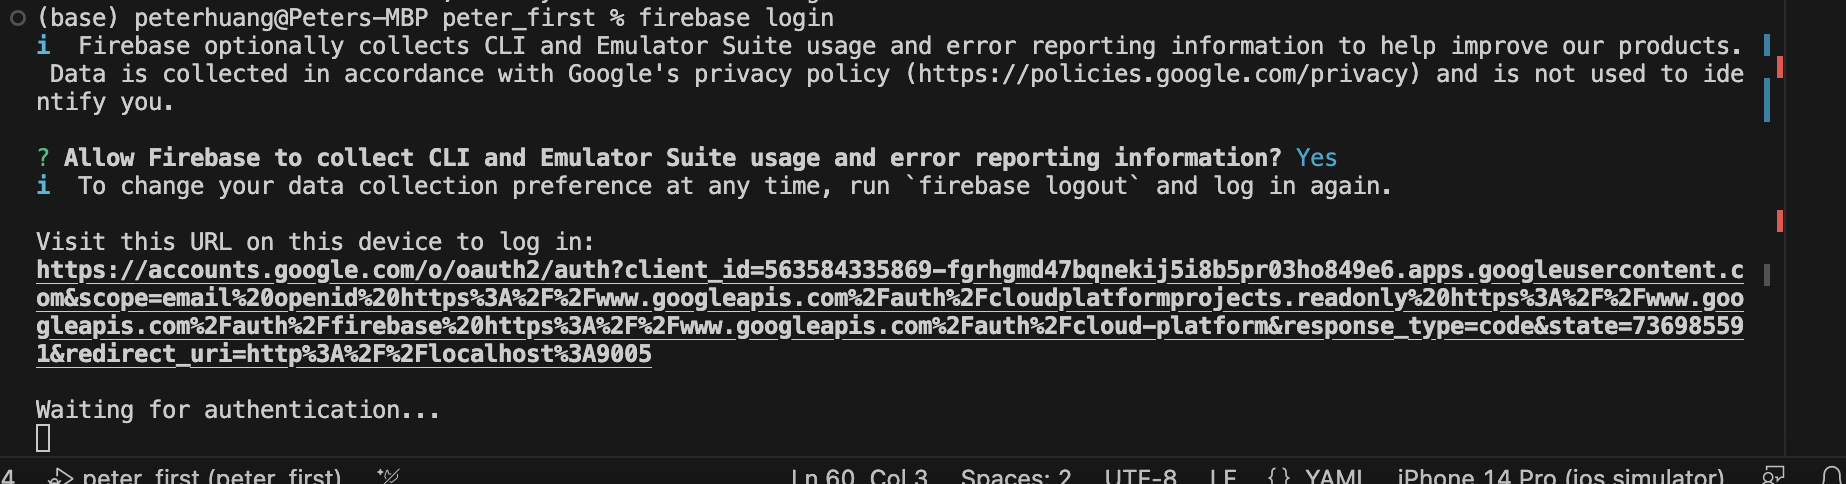 (base) peterhuang@Peters-MBP peter_first % firebase login
i  Firebase optionally collects CLI and Emulator Suite usage and error reporting information to help improve our products.
 Data is collected in accordance with Google's privacy policy (https://policies.google.com/privacy) and is not used to ide
ntify you.
? Allow Firebase to collect CLI and Emulator Suite usage and error reporting information? Yes
i  To change your data collection preference at any time, run `firebase logout` and log in again.
Visit this URL on this device to log in:
https://accounts.google.com/o/oauth2/auth?client_id=563584335869-fgrhgmd47bqnekij5i8b5pr03ho849e6.apps.googleusercontent.c
om&scope=email%20openid%20https%3A%2F%2Fwww.googleapis.com%2Fauth%2Fcloudplatformprojects.readonly%20https%3A%2F%2Fwww.goo
gleapis.com%2Fauth%2Ffirebase%20https%3A%2F%2Fwww.googleapis.com%2Fauth%2Fcloud-platform&response_type=code&state=73698559
1&redirect_uri=http%3A%2F%2Flocalhost%3A9005
Waiting for authentication...
4 peter_first (peter_first) Ln 60, Col 3 Spaces: 2 UTF-8 LF {} YAML iPhone 14 Pro (ios simulator)